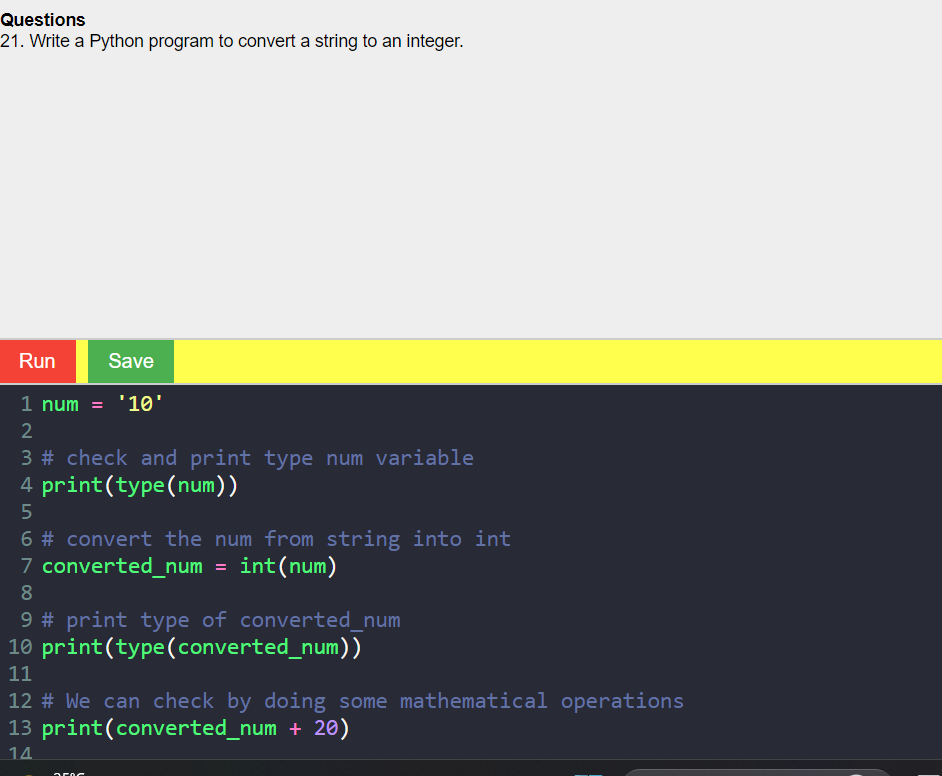 Questions
21. Write a Python program to convert a string to an integer.
Run Save
1 num = '10'
2
3 # check and print type num variable
4 print(type(num))
5
6 # convert the num from string into int
7 converted_num = int(num)
8
9 # print type of converted_num
10 print(type(converted_num))
11
12 # We can check by doing some mathematical operations
13 print(converted_num + 20)
14